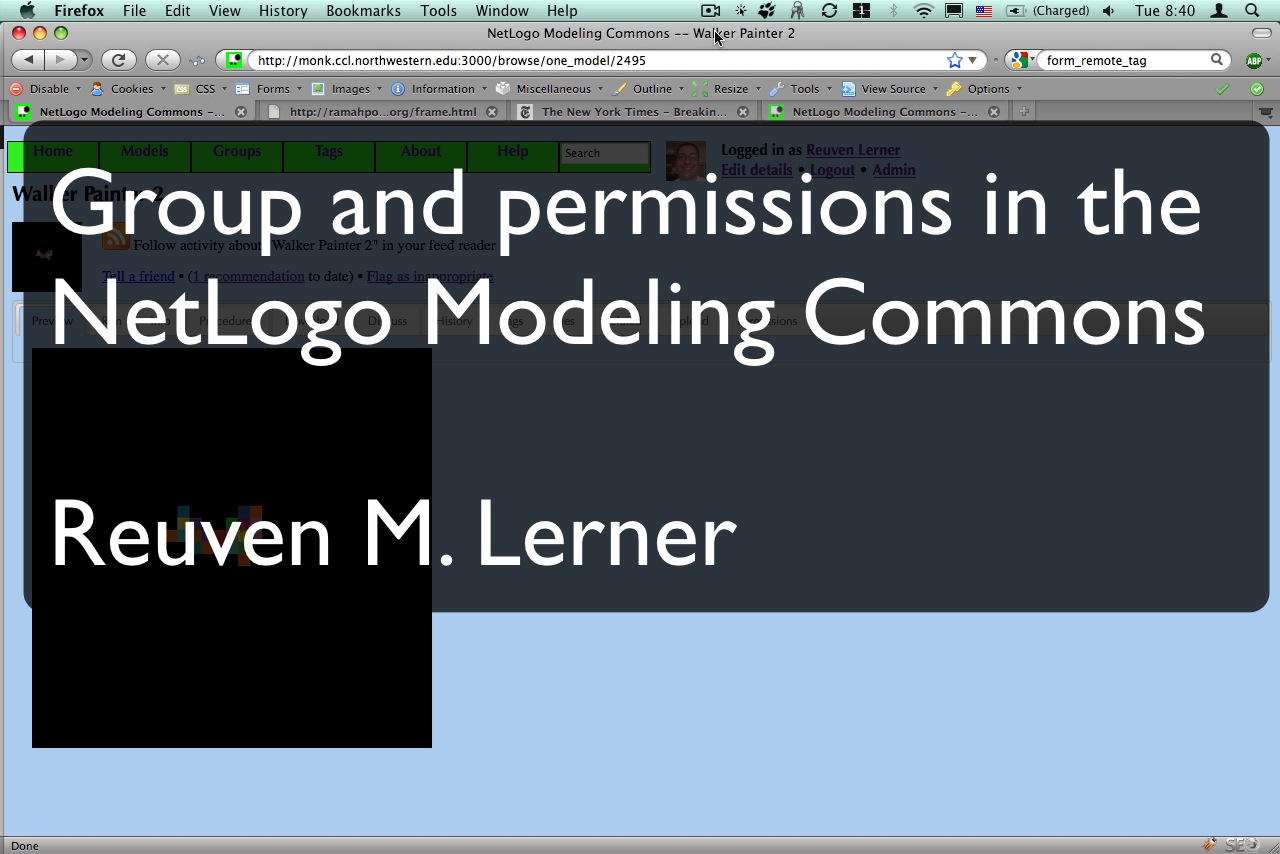 Firefox File Edit View History Bookmarks Tools Window Help (Charged) Tue 8:40
NetLogo Modeling Commons -- Walker Painter 2
http://monk.ccl.northwestern.edu:3000/browse/one_model/2495 form_remote_tag ABP
Disable Cookies CSS Forms Images Information Miscellaneous Outline Resize Tools View Source Options
NetLogo Modeling Commons -... http://ramahpo...org/frame.html The New York Times - Breakin... NetLogo Modeling Commons -...
Home Models Groups Tags About Help Search
Logged in as Reuven Lerner
Edit details • Logout • Admin
Walker Painter 2
Group and permissions in the
Follow activity about "Walker Painter 2" in your feed reader
Tell a friend • (1 recommendation to date) • Flag as inappropriate
NetLogo Modeling Commons
Preview Procedures Discuss History
Reuven M. Lerner
Done